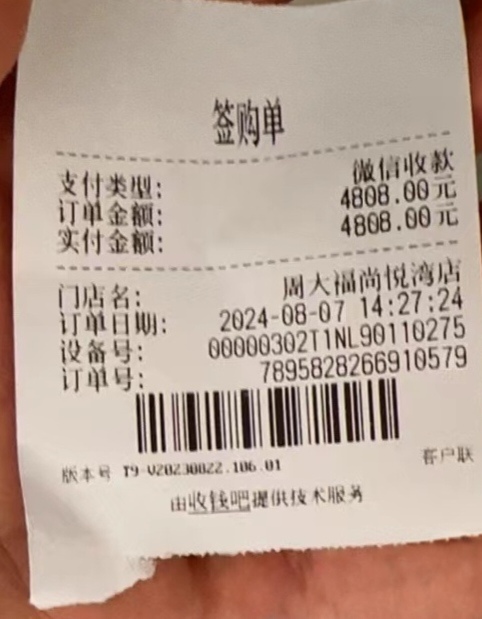 签购单
支付类型: 微信收款
订单金额: 4808.00元
实付金额: 4808.00元
门店名: 周大福尚悦湾店
订单日期: 2024-08-07 14:27:24
设备号: 00000302T1NL90110275
订单号: 7895828266910579
版本号 T9-V20230822.106.01 客户联
由收钱吧提供技术服务